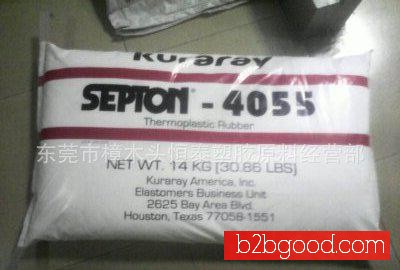 kuraray
SEPTON® - 4055
Thermoplastic Rubber
东莞市樟木头恒泰塑胶原料经营部
NET WT. 14 KG [30.86 LBS]
Kuraray America, Inc.
Elastomers Business Unit
2625 Bay Area Blvd.
Houston, Texas 77058-1551
b2bgood.com